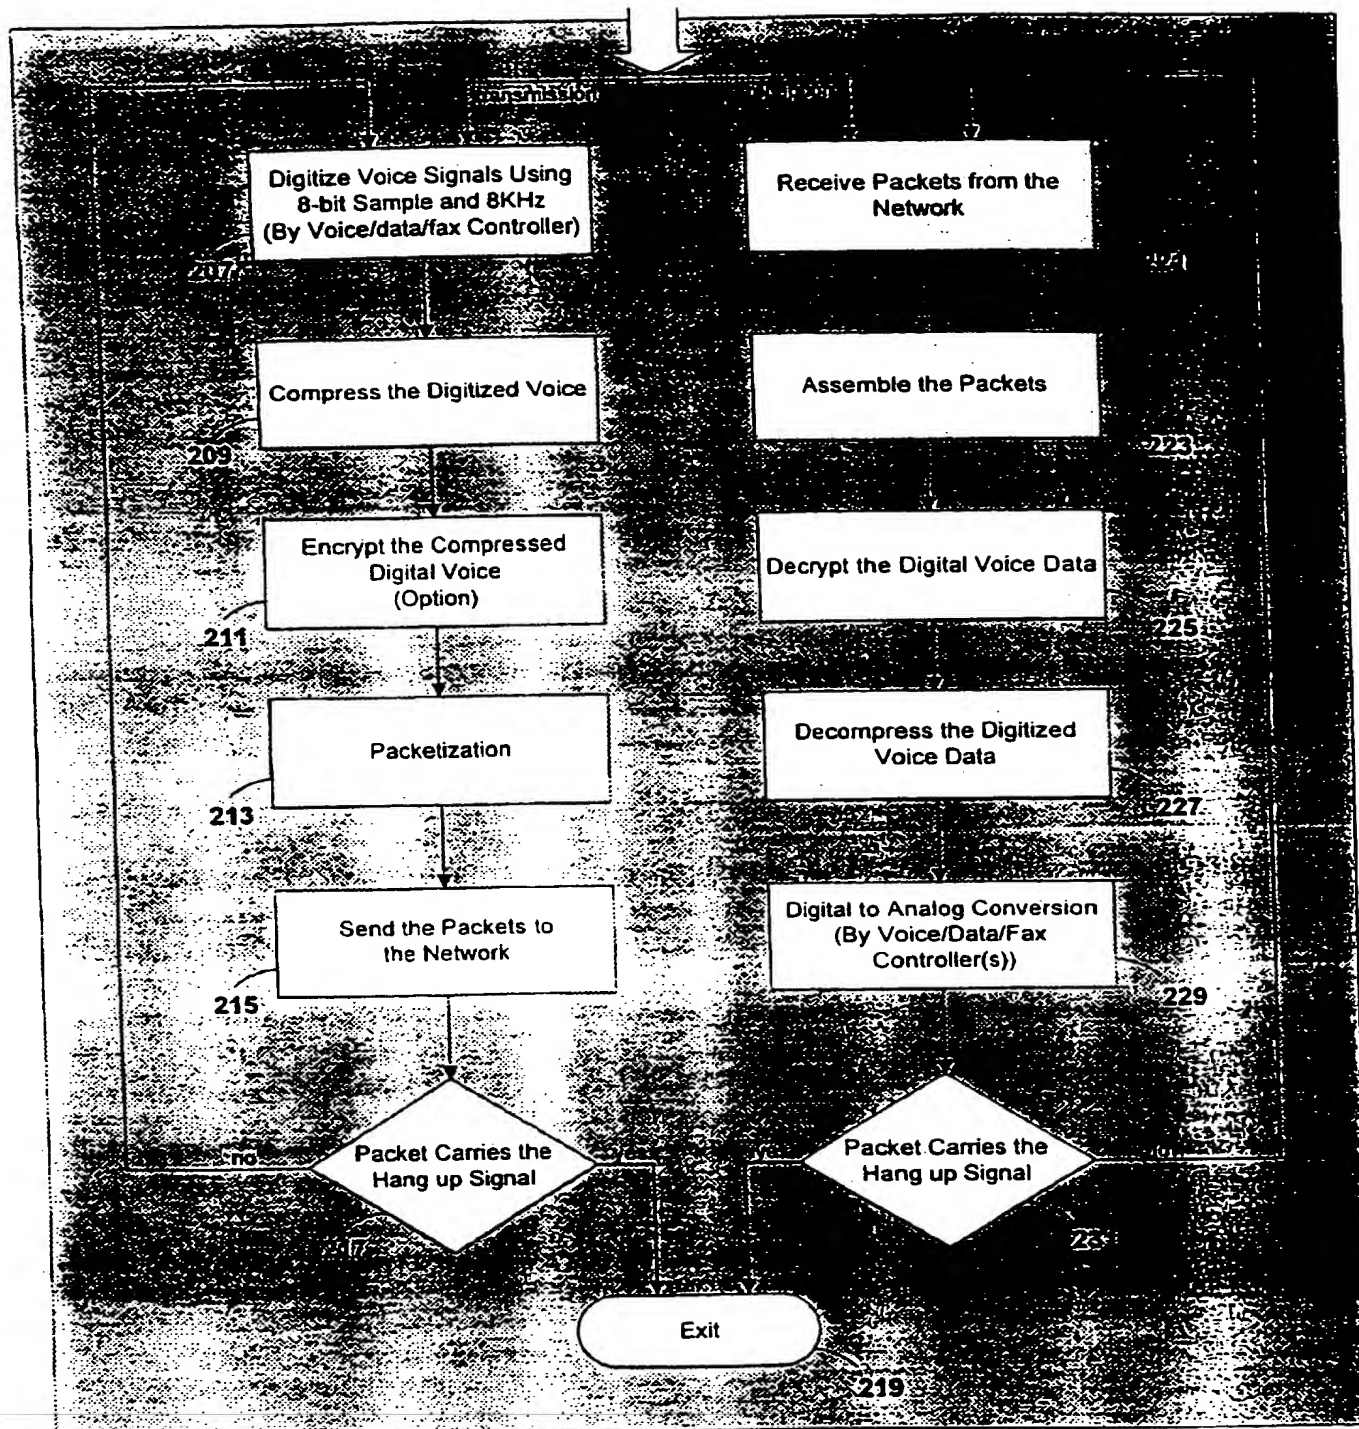 transmission
Digitize Voice Signals Using
8-bit Sample and 8KHz
(By Voice/data/fax Controller)
207
Compress the Digitized Voice
209
Encrypt the Compressed
Digital Voice
(Option)
211
Packetization
213
Send the Packets to
the Network
215
no
Packet Carries the
Hang up Signal
yes
Receive Packets from the
Network
221
Assemble the Packets
223
Decrypt the Digital Voice Data
225
Decompress the Digitized
Voice Data
227
Digital to Analog Conversion
(By Voice/Data/Fax
Controller(s))
229
Packet Carries the
Hang up Signal
Exit
219